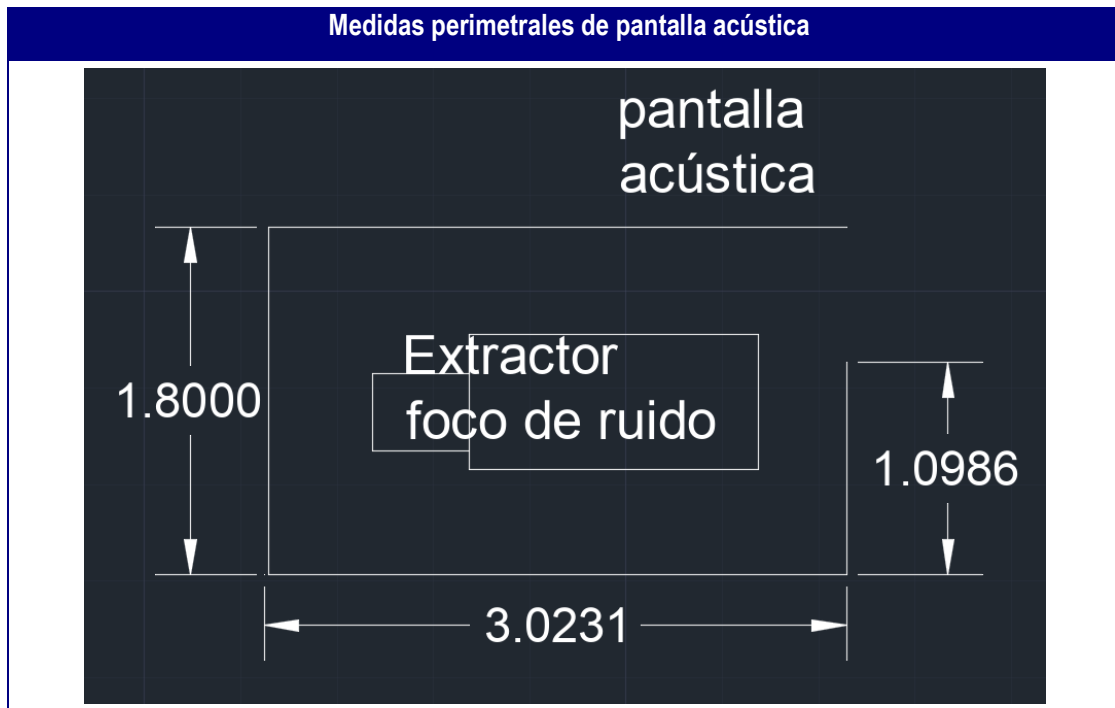 Medidas perimetrales de pantalla acústica
pantalla
acústica
Extractor
foco de ruido
1.8000
1.0986
3.0231